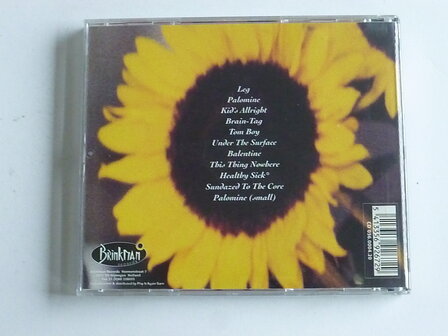 Leg
Palomine
Kid's Allright
Brain-Tag
Tom Boy
Under The Surface
Balentine
This Thing Nowhere
Healthy Sick°
Sundazed To The Core
Palomine (small)
Brinkman
RECORDS